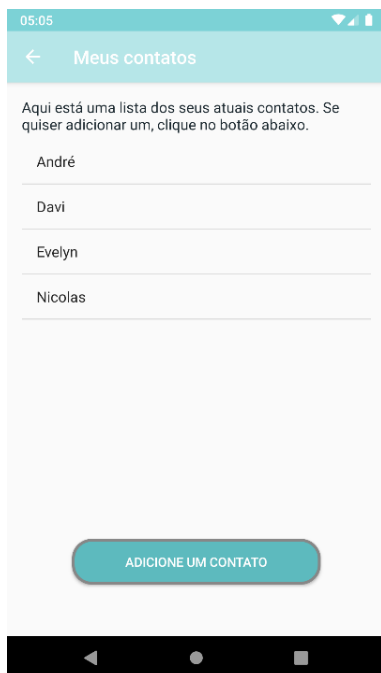 05:05
Meus contatos
Aqui está uma lista dos seus atuais contatos. Se
quiser adicionar um, clique no botão abaixo.
André
Davi
Evelyn
Nicolas
ADICIONE UM CONTATO